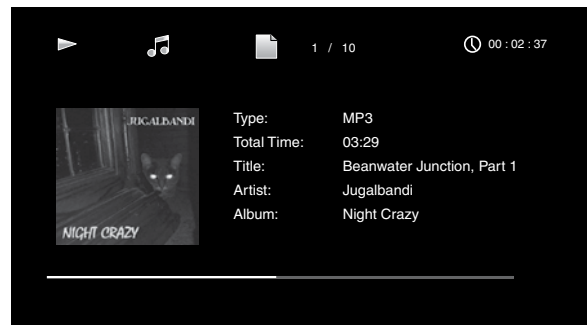 1 / 10
00 : 02 : 37
JUGALBANDI
NIGHT CRAZY
Type: MP3
Total Time: 03:29
Title: Beanwater Junction, Part 1
Artist: Jugalbandi
Album: Night Crazy